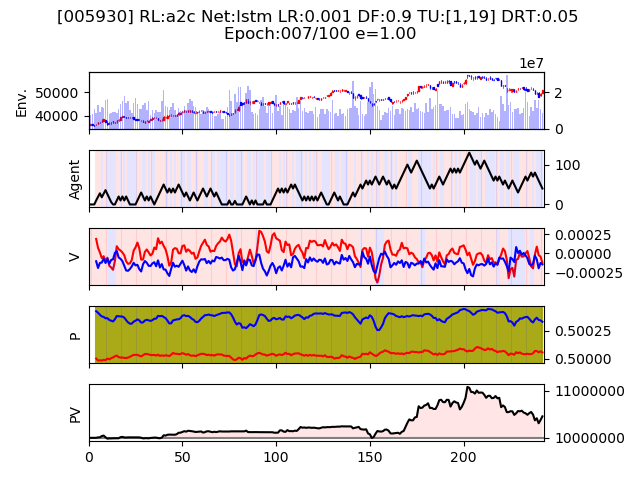 [005930] RL:a2c Net:lstm LR:0.001 DF:0.9 TU:[1,19] DRT:0.05
Epoch:007/100 e=1.00
1e7
Env.
50000
40000
2
0
Agent
100
0
V
0.00025
0.00000
−0.00025
P
0.50025
0.50000
PV
11000000
10000000
0
50
100
150
200